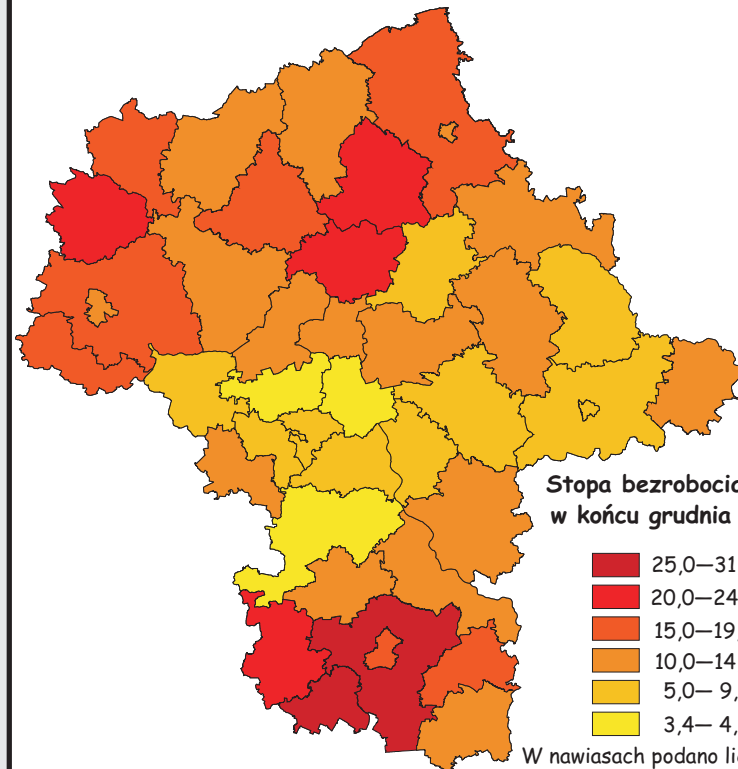 Stopa bezrobocia
w końcu grudnia
25,0—31
20,0—24
15,0—19,
10,0—14
5,0— 9,
3,4— 4,
W nawiasach podano